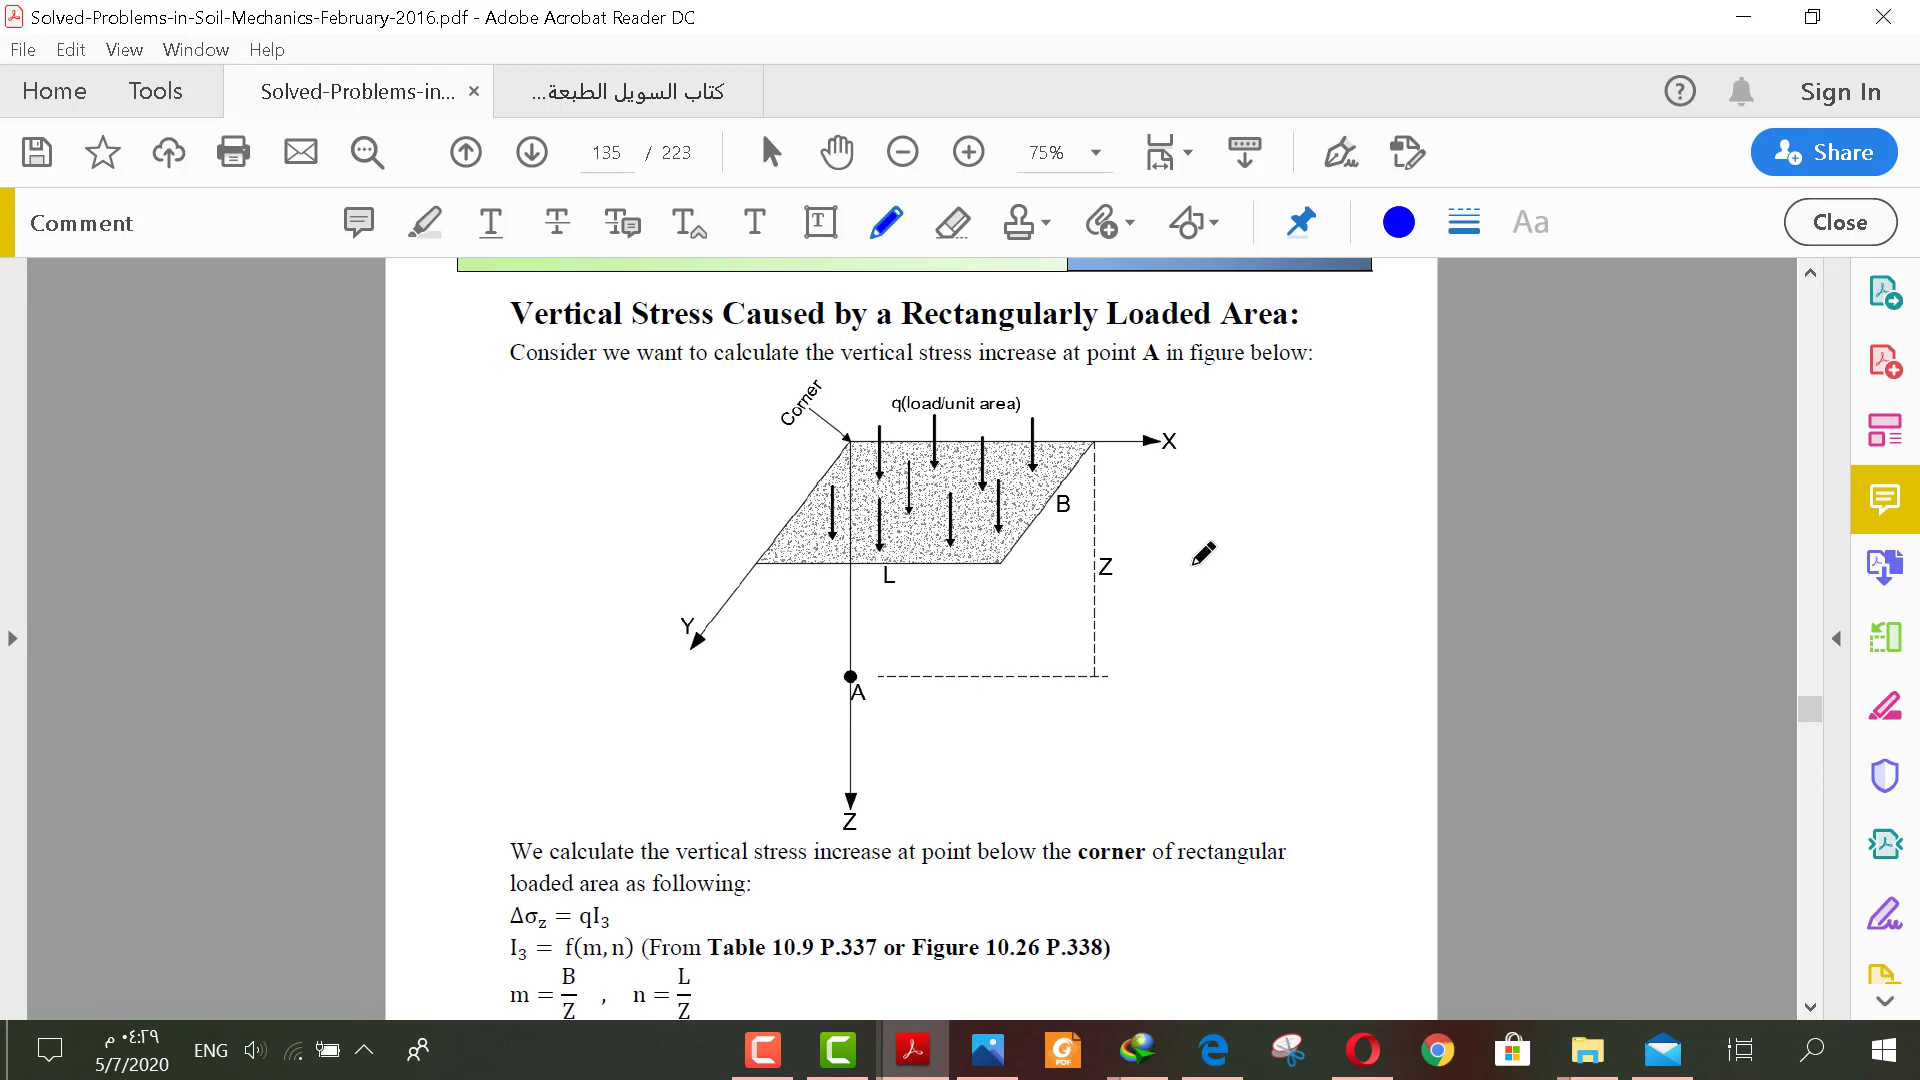 Solved-Problems-in-Soil-Mechanics-February-2016.pdf - Adobe Acrobat Reader DC
File Edit View Window Help
Home Tools Solved-Problems-in... × كتاب السويل الطبعة... Sign In
135 / 223 75% Share
Comment Aa Close
Vertical Stress Caused by a Rectangularly Loaded Area:
Consider we want to calculate the vertical stress increase at point A in figure below:
Corner
q(load/unit area)
X
B
Z
L
Y
A
Z
We calculate the vertical stress increase at point below the corner of rectangular
loaded area as following:
Δσz = qI3
I3 = f(m, n) (From Table 10.9 P.337 or Figure 10.26 P.338)
m = B/Z , n = L/Z
٠٤:٢٩ م
ENG
5/7/2020
PDF